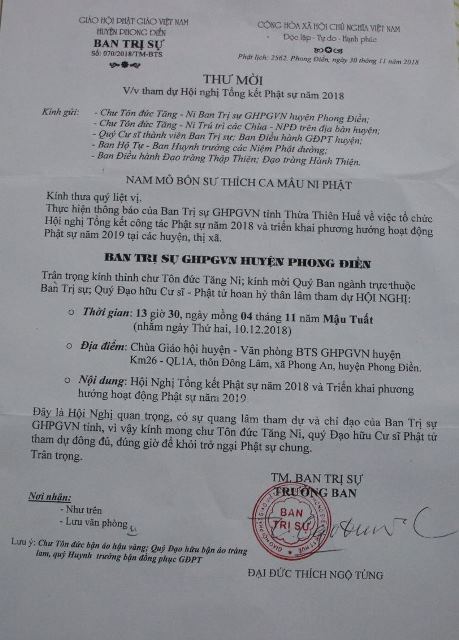 GIÁO HỘI PHẬT GIÁO VIỆT NAM
HUYỆN PHONG ĐIỀN
BAN TRỊ SỰ
Số: 070/2018/TM-BTS
CỘNG HÒA XÃ HỘI CHỦ NGHĨA VIỆT NAM
Độc lập - Tự do - Hạnh phúc
Phật lịch: 2562. Phong Điền, ngày 30 tháng 11 năm 2018
THƯ MỜI
V/v tham dự Hội nghị Tổng kết Phật sự năm 2018
Kính gửi:
- Chư Tôn đức Tăng - Ni Ban Trị sự GHPGVN huyện Phong Điền;
- Chư Tôn đức Tăng - Ni Trú trì các Chùa - NPĐ trên địa bàn huyện;
- Quý Cư sĩ thành viên Ban Trị sự; Ban Điều hành GĐPT huyện;
- Ban Hộ Tự - Ban Huynh trưởng các Niệm Phật đường;
- Ban Điều hành Đạo tràng Thập Thiện; Đạo tràng Hành Thiện.
NAM MÔ BỔN SƯ THÍCH CA MÂU NI PHẬT
Kính thưa quý liệt vị.
Thực hiện thông báo của Ban Trị sự GHPGVN tỉnh Thừa Thiên Huế về việc tổ chức
Hội nghị Tổng kết công tác Phật sự năm 2018 và triển khai phương hướng hoạt động
Phật sự năm 2019 tại các huyện, thị xã.
BAN TRỊ SỰ GHPGVN HUYỆN PHONG ĐIỀN
Trân trọng kính thỉnh chư Tôn đức Tăng Ni; kính mời Quý Ban ngành trực thuộc
Ban Trị sự; Quý Đạo hữu Cư sĩ - Phật tử hoan hỷ thân lâm tham dự HỘI NGHỊ:
o Thời gian: 13 giờ 30, ngày mồng 04 tháng 11 năm Mậu Tuất
(nhằm ngày Thứ hai, 10.12.2018)
o Địa điểm: Chùa Giáo hội huyện - Văn phòng BTS GHPGVN huyện
Km26 - QL1A, thôn Đông Lâm, xã Phong An, huyện Phong Điền.
o Nội dung: Hội Nghị Tổng kết Phật sự năm 2018 và Triển khai phương
hướng hoạt động Phật sự năm 2019.
Đây là Hội Nghị quan trọng, có sự quang lâm tham dự và chỉ đạo của Ban Trị sự
GHPGVN tỉnh, vì vậy kính mong chư Tôn đức Tăng Ni, quý Đạo hữu Cư sĩ Phật tử
tham dự đông đủ, đúng giờ để khỏi trở ngại Phật sự chung.
Trân trọng.
TM. BAN TRỊ SỰ
TRƯỞNG BAN
BAN
TRỊ SỰ
Nơi nhận:
- Như trên
- Lưu văn phòng
Lưu ý: Chư Tôn đức bận áo hậu vàng; Quý Đạo hữu bận áo tràng
lam, quý Huynh trưởng bận đồng phục GĐPT
ĐẠI ĐỨC THÍCH NGỘ TÙNG